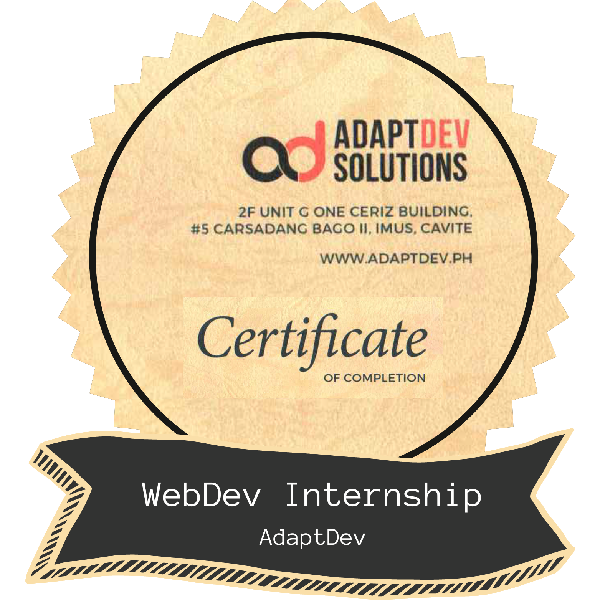 ad ADAPTDEV
SOLUTIONS
2F UNIT G ONE CERIZ BUILDING,
#5 CARSADANG BAGO II, IMUS, CAVITE
WWW.ADAPTDEV.PH
Certificate
OF COMPLETION
WebDev Internship
AdaptDev